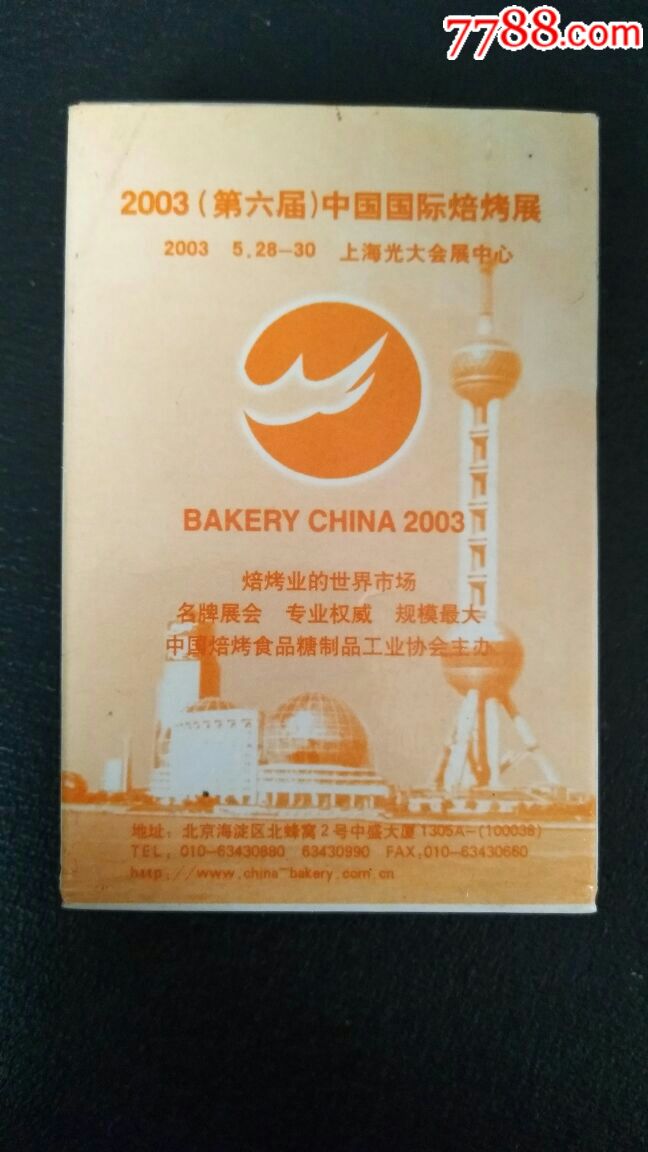 7788.com
2003(第六届)中国国际焙烤展
2003 5.28-30 上海光大会展中心
BAKERY CHINA 2003
焙烤业的世界市场
名牌展会 专业权威 规模最大
中国焙烤食品糖制品工业协会主办
地址: 北京海淀区北蜂窝2号中盛大厦1305A-(100038)
TEL, 010-63430880 63430990 FAX,010-63430660
http://www.china-bakery.com.cn